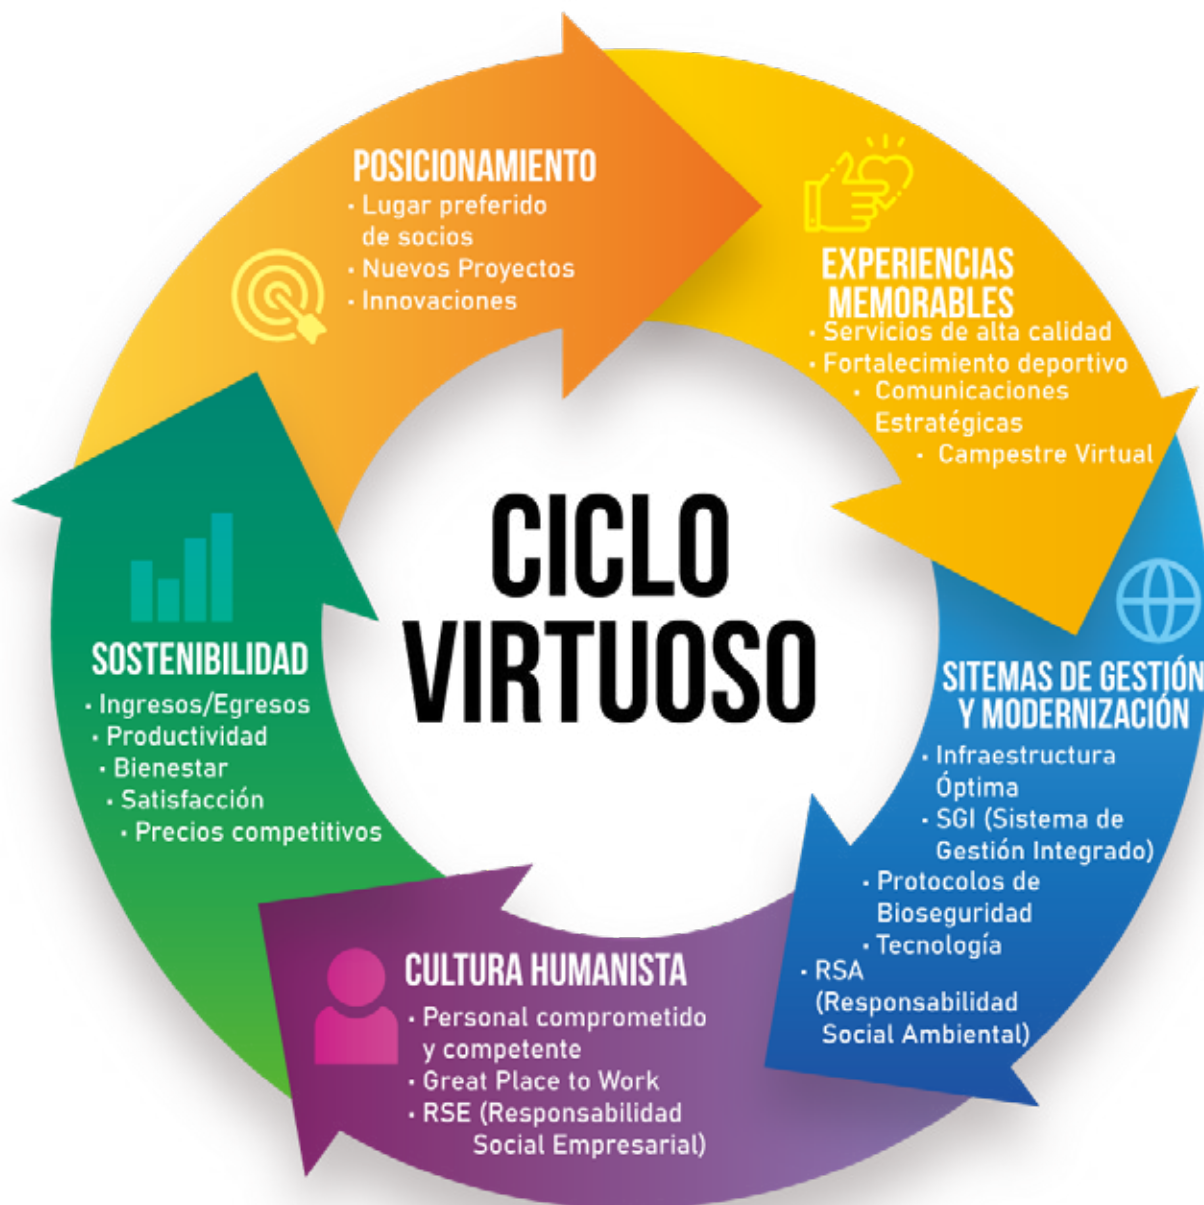 CICLO
VIRTUOSO
POSICIONAMIENTO
· Lugar preferido
de socios
· Nuevos Proyectos
· Innovaciones
EXPERIENCIAS
MEMORABLES
· Servicios de alta calidad
· Fortalecimiento deportivo
· Comunicaciones
Estratégicas
· Campestre Virtual
SITEMAS DE GESTIÓN
Y MODERNIZACIÓN
· Infraestructura
Óptima
· SGI (Sistema de
Gestión Integrado)
· Protocolos de
Bioseguridad
· Tecnología
· RSA
(Responsabilidad
Social Ambiental)
CULTURA HUMANISTA
· Personal comprometido
y competente
· Great Place to Work
· RSE (Responsabilidad
Social Empresarial)
SOSTENIBILIDAD
· Ingresos/Egresos
· Productividad
· Bienestar
· Satisfacción
· Precios competitivos